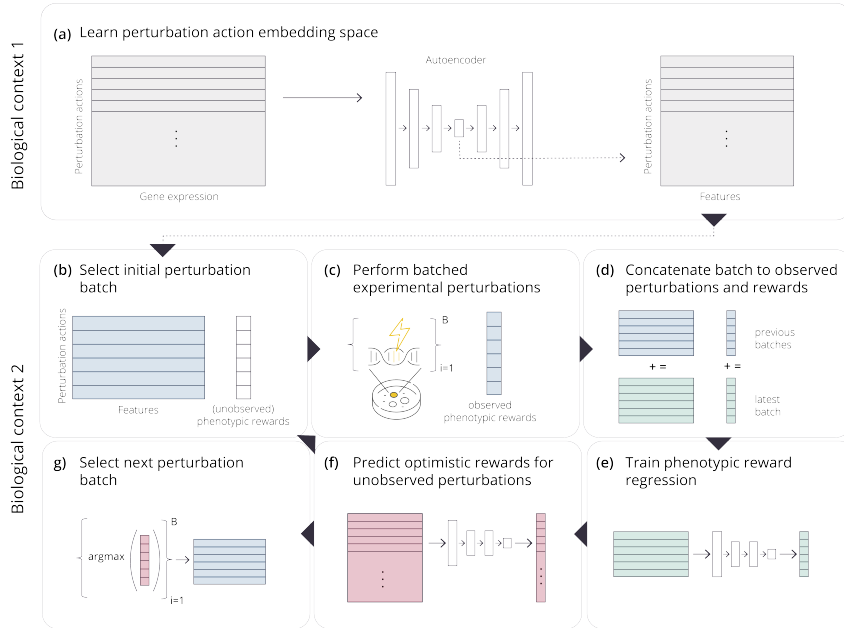 Biological context 1
(a) Learn perturbation action embedding space
Perturbation actions
Gene expression
Autoencoder
Perturbation actions
Features
Biological context 2
(b) Select initial perturbation
batch
Perturbation actions
Features
(unobserved)
phenotypic rewards
(c) Perform batched
experimental perturbations
B
i=1
observed
phenotypic rewards
(d) Concatenate batch to observed
perturbations and rewards
previous
batches
+ = + =
latest
batch
g) Select next perturbation
batch
B
argmax
i=1
(f) Predict optimistic rewards for
unobserved perturbations
(e) Train phenotypic reward
regression